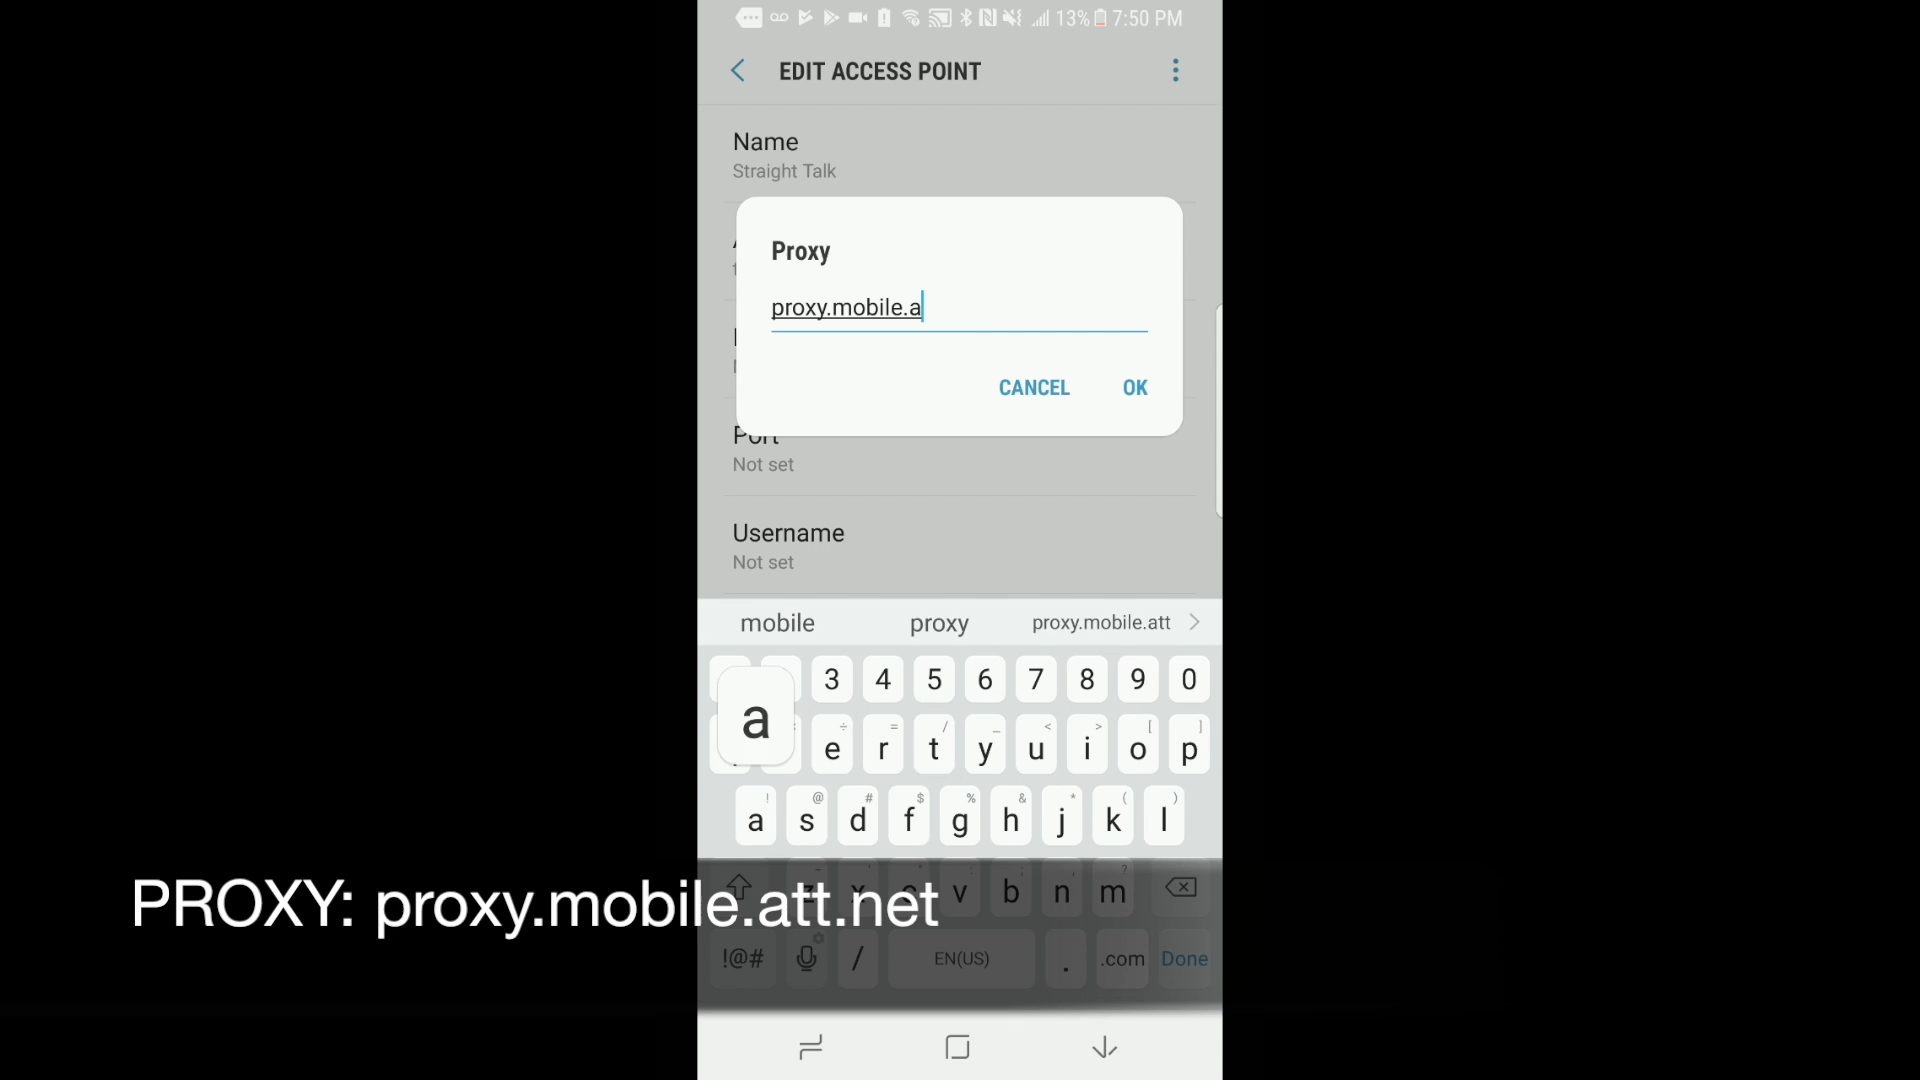 13% 7:50 PM
EDIT ACCESS POINT
Name
Straight Talk
Proxy
proxy.mobile.a
CANCEL OK
Port
Not set
Username
Not set
mobile proxy proxy.mobile.att
3 4 5 6 7 8 9 0
a
e r t y u i o p
a s d f g h j k l
z x c v b n m
PROXY: proxy.mobile.att.net
!@# / EN(US) . .com Done